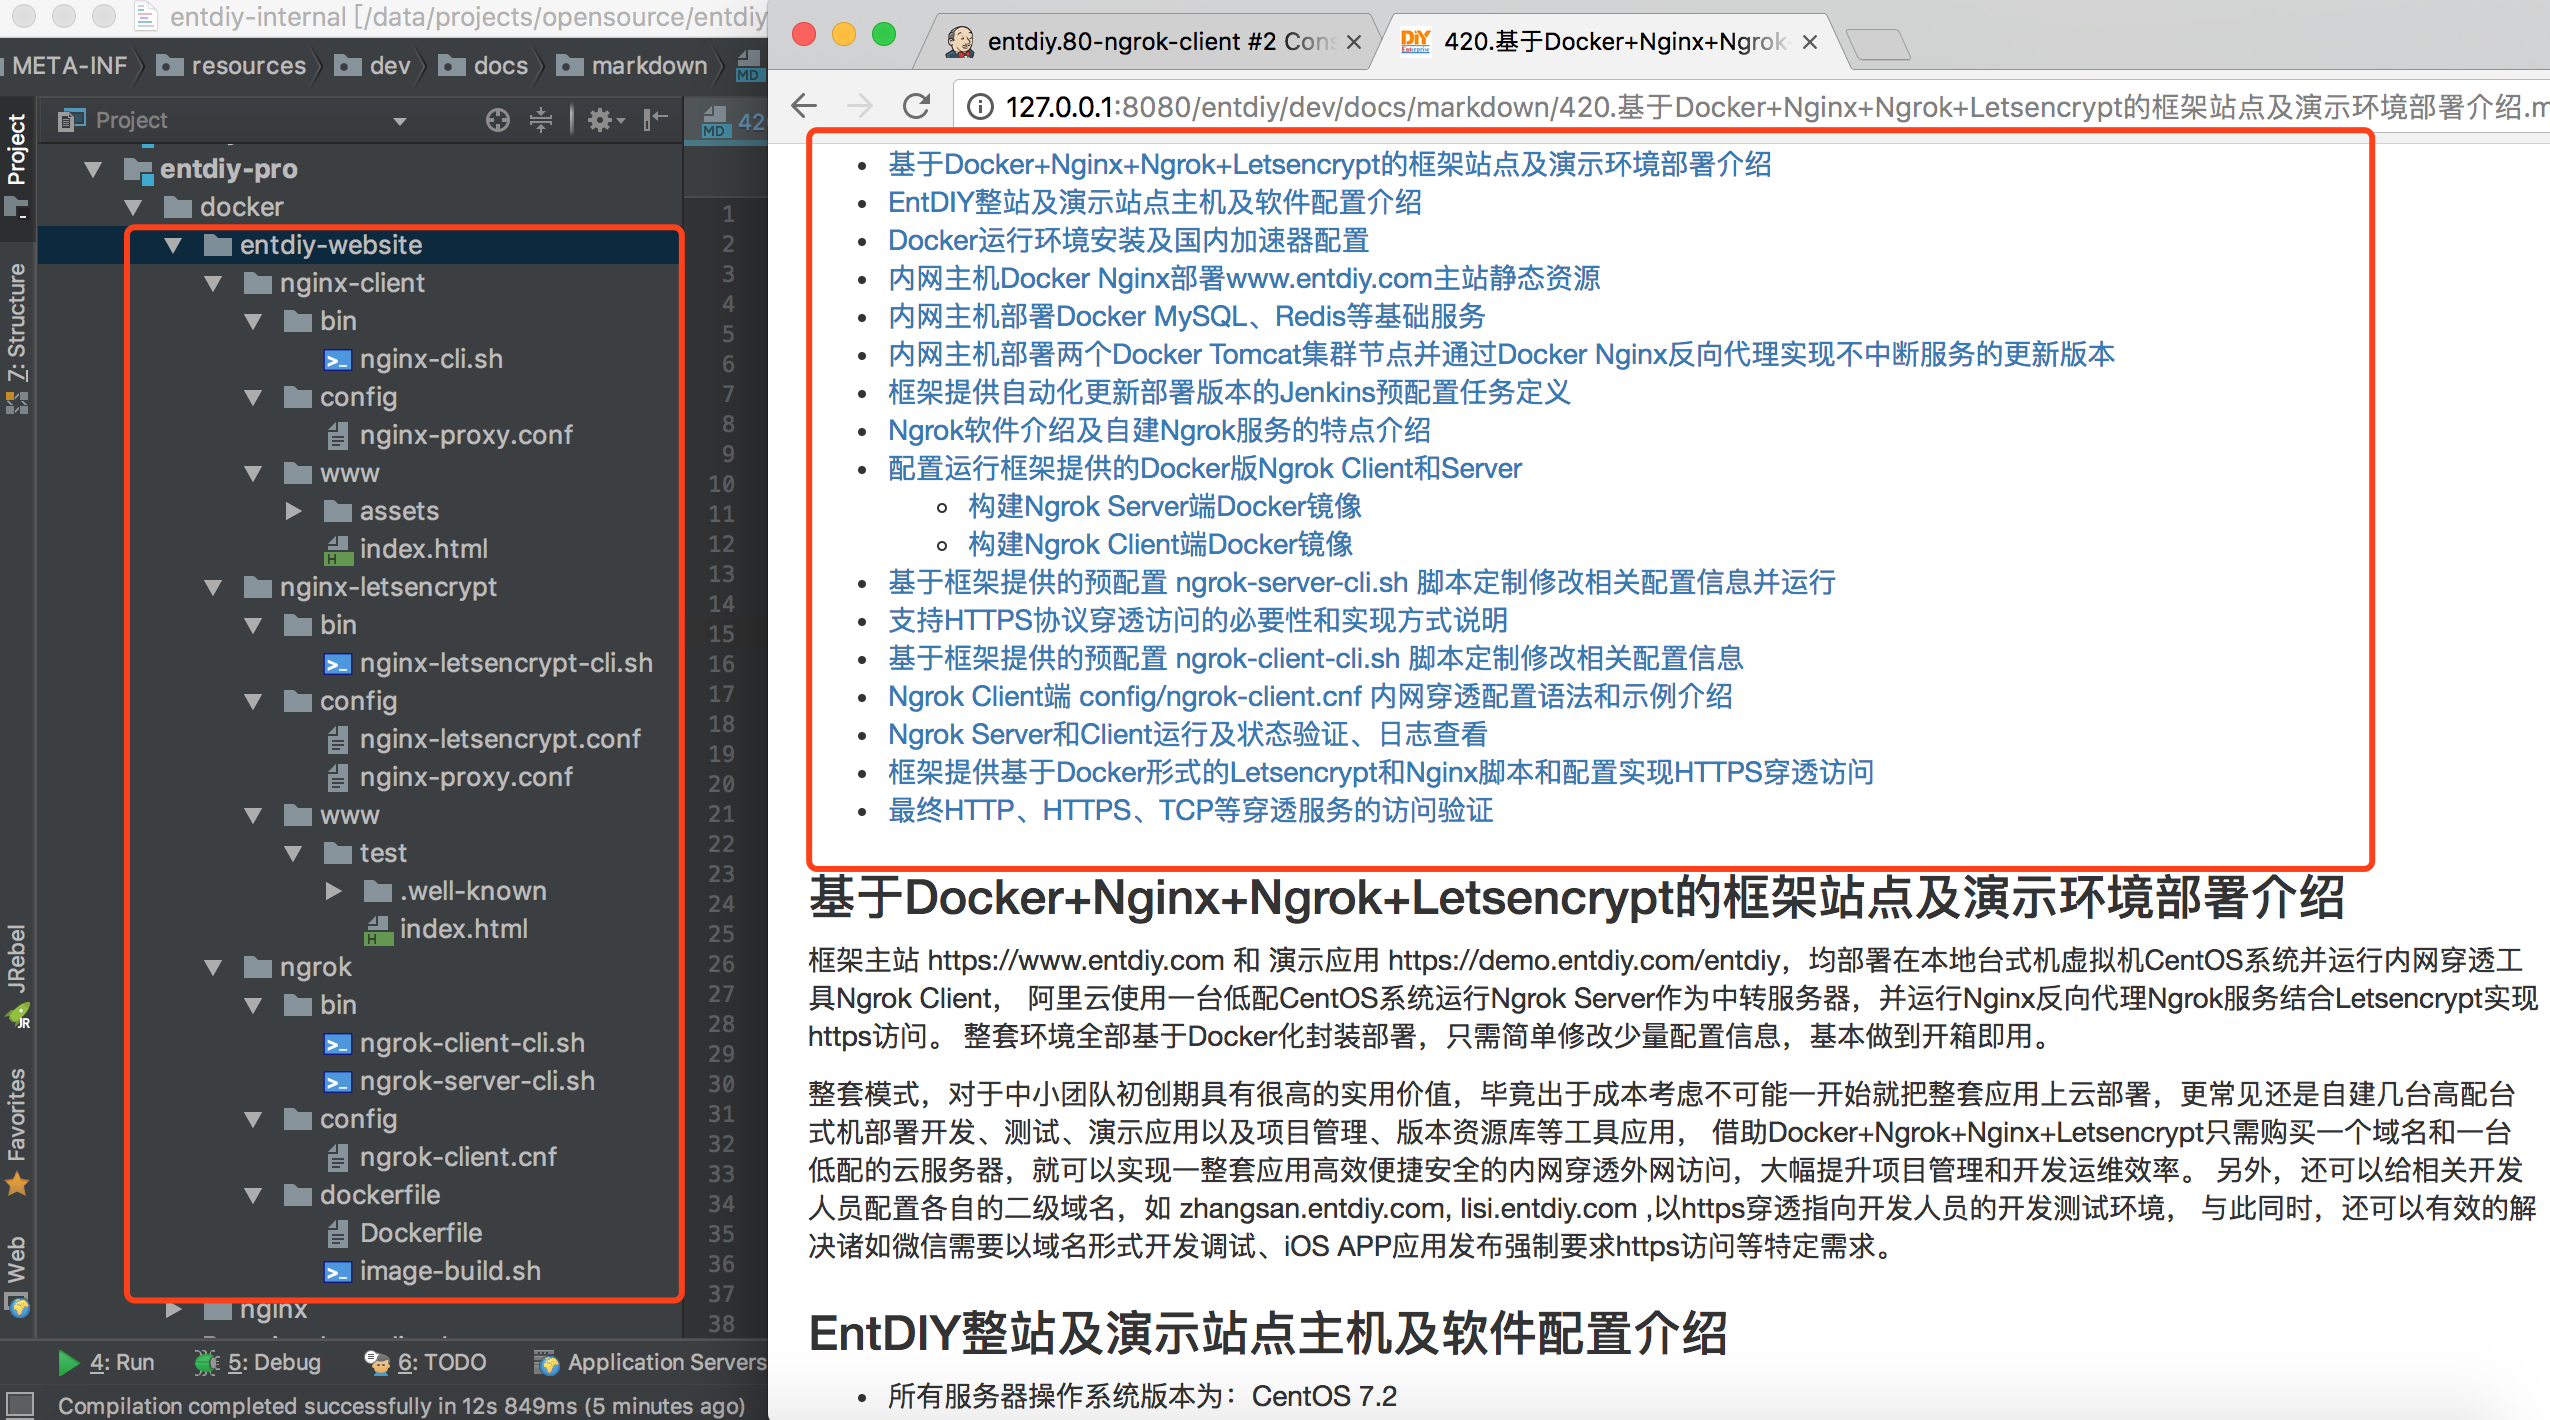 entdiy-internal [/data/projects/opensource/entdiy
META-INF resources dev docs markdown
MD
Project
MD 42
entdiy-pro
docker
entdiy-website
nginx-client
bin
nginx-cli.sh
config
nginx-proxy.conf
www
assets
index.html
nginx-letsencrypt
bin
nginx-letsencrypt-cli.sh
config
nginx-letsencrypt.conf
nginx-proxy.conf
www
test
.well-known
index.html
ngrok
bin
ngrok-client-cli.sh
ngrok-server-cli.sh
config
ngrok-client.cnf
dockerfile
Dockerfile
image-build.sh
nginx
Project
7: Structure
JRebel
Favorites
Web
1
2
3
4
5
6
7
8
9
10
11
12
13
14
15
16
17
18
19
20
21
22
23
24
25
26
27
28
29
30
31
32
33
34
35
36
37
38
4: Run 5: Debug 6: TODO Application Servers
Compilation completed successfully in 12s 849ms (5 minutes ago)
entdiy.80-ngrok-client #2 Cons
DiY Enterprise 420.基于Docker+Nginx+Ngrok
127.0.0.1:8080/entdiy/dev/docs/markdown/420.基于Docker+Nginx+Ngrok+Letsencrypt的框架站点及演示环境部署介绍.m
• 基于Docker+Nginx+Ngrok+Letsencrypt的框架站点及演示环境部署介绍
• EntDIY整站及演示站点主机及软件配置介绍
• Docker运行环境安装及国内加速器配置
• 内网主机Docker Nginx部署www.entdiy.com主站静态资源
• 内网主机部署Docker MySQL、Redis等基础服务
• 内网主机部署两个Docker Tomcat集群节点并通过Docker Nginx反向代理实现不中断服务的更新版本
• 框架提供自动化更新部署版本的Jenkins预配置任务定义
• Ngrok软件介绍及自建Ngrok服务的特点介绍
• 配置运行框架提供的Docker版Ngrok Client和Server
◦ 构建Ngrok Server端Docker镜像
◦ 构建Ngrok Client端Docker镜像
• 基于框架提供的预配置 ngrok-server-cli.sh 脚本定制修改相关配置信息并运行
• 支持HTTPS协议穿透访问的必要性和实现方式说明
• 基于框架提供的预配置 ngrok-client-cli.sh 脚本定制修改相关配置信息
• Ngrok Client端 config/ngrok-client.cnf 内网穿透配置语法和示例介绍
• Ngrok Server和Client运行及状态验证、日志查看
• 框架提供基于Docker形式的Letsencrypt和Nginx脚本和配置实现HTTPS穿透访问
• 最终HTTP、HTTPS、TCP等穿透服务的访问验证
基于Docker+Nginx+Ngrok+Letsencrypt的框架站点及演示环境部署介绍
框架主站 https://www.entdiy.com 和 演示应用 https://demo.entdiy.com/entdiy，均部署在本地台式机虚拟机CentOS系统并运行内网穿透工
具Ngrok Client， 阿里云使用一台低配CentOS系统运行Ngrok Server作为中转服务器，并运行Nginx反向代理Ngrok服务结合Letsencrypt实现
https访问。 整套环境全部基于Docker化封装部署，只需简单修改少量配置信息，基本做到开箱即用。
整套模式，对于中小团队初创期具有很高的实用价值，毕竟出于成本考虑不可能一开始就把整套应用上云部署，更常见还是自建几台高配台
式机部署开发、测试、演示应用以及项目管理、版本资源库等工具应用， 借助Docker+Ngrok+Nginx+Letsencrypt只需购买一个域名和一台
低配的云服务器，就可以实现一整套应用高效便捷安全的内网穿透外网访问，大幅提升项目管理和开发运维效率。 另外，还可以给相关开发
人员配置各自的二级域名，如 zhangsan.entdiy.com, lisi.entdiy.com ,以https穿透指向开发人员的开发测试环境， 与此同时，还可以有效的解
决诸如微信需要以域名形式开发调试、iOS APP应用发布强制要求https访问等特定需求。
EntDIY整站及演示站点主机及软件配置介绍
• 所有服务器操作系统版本为：CentOS 7.2